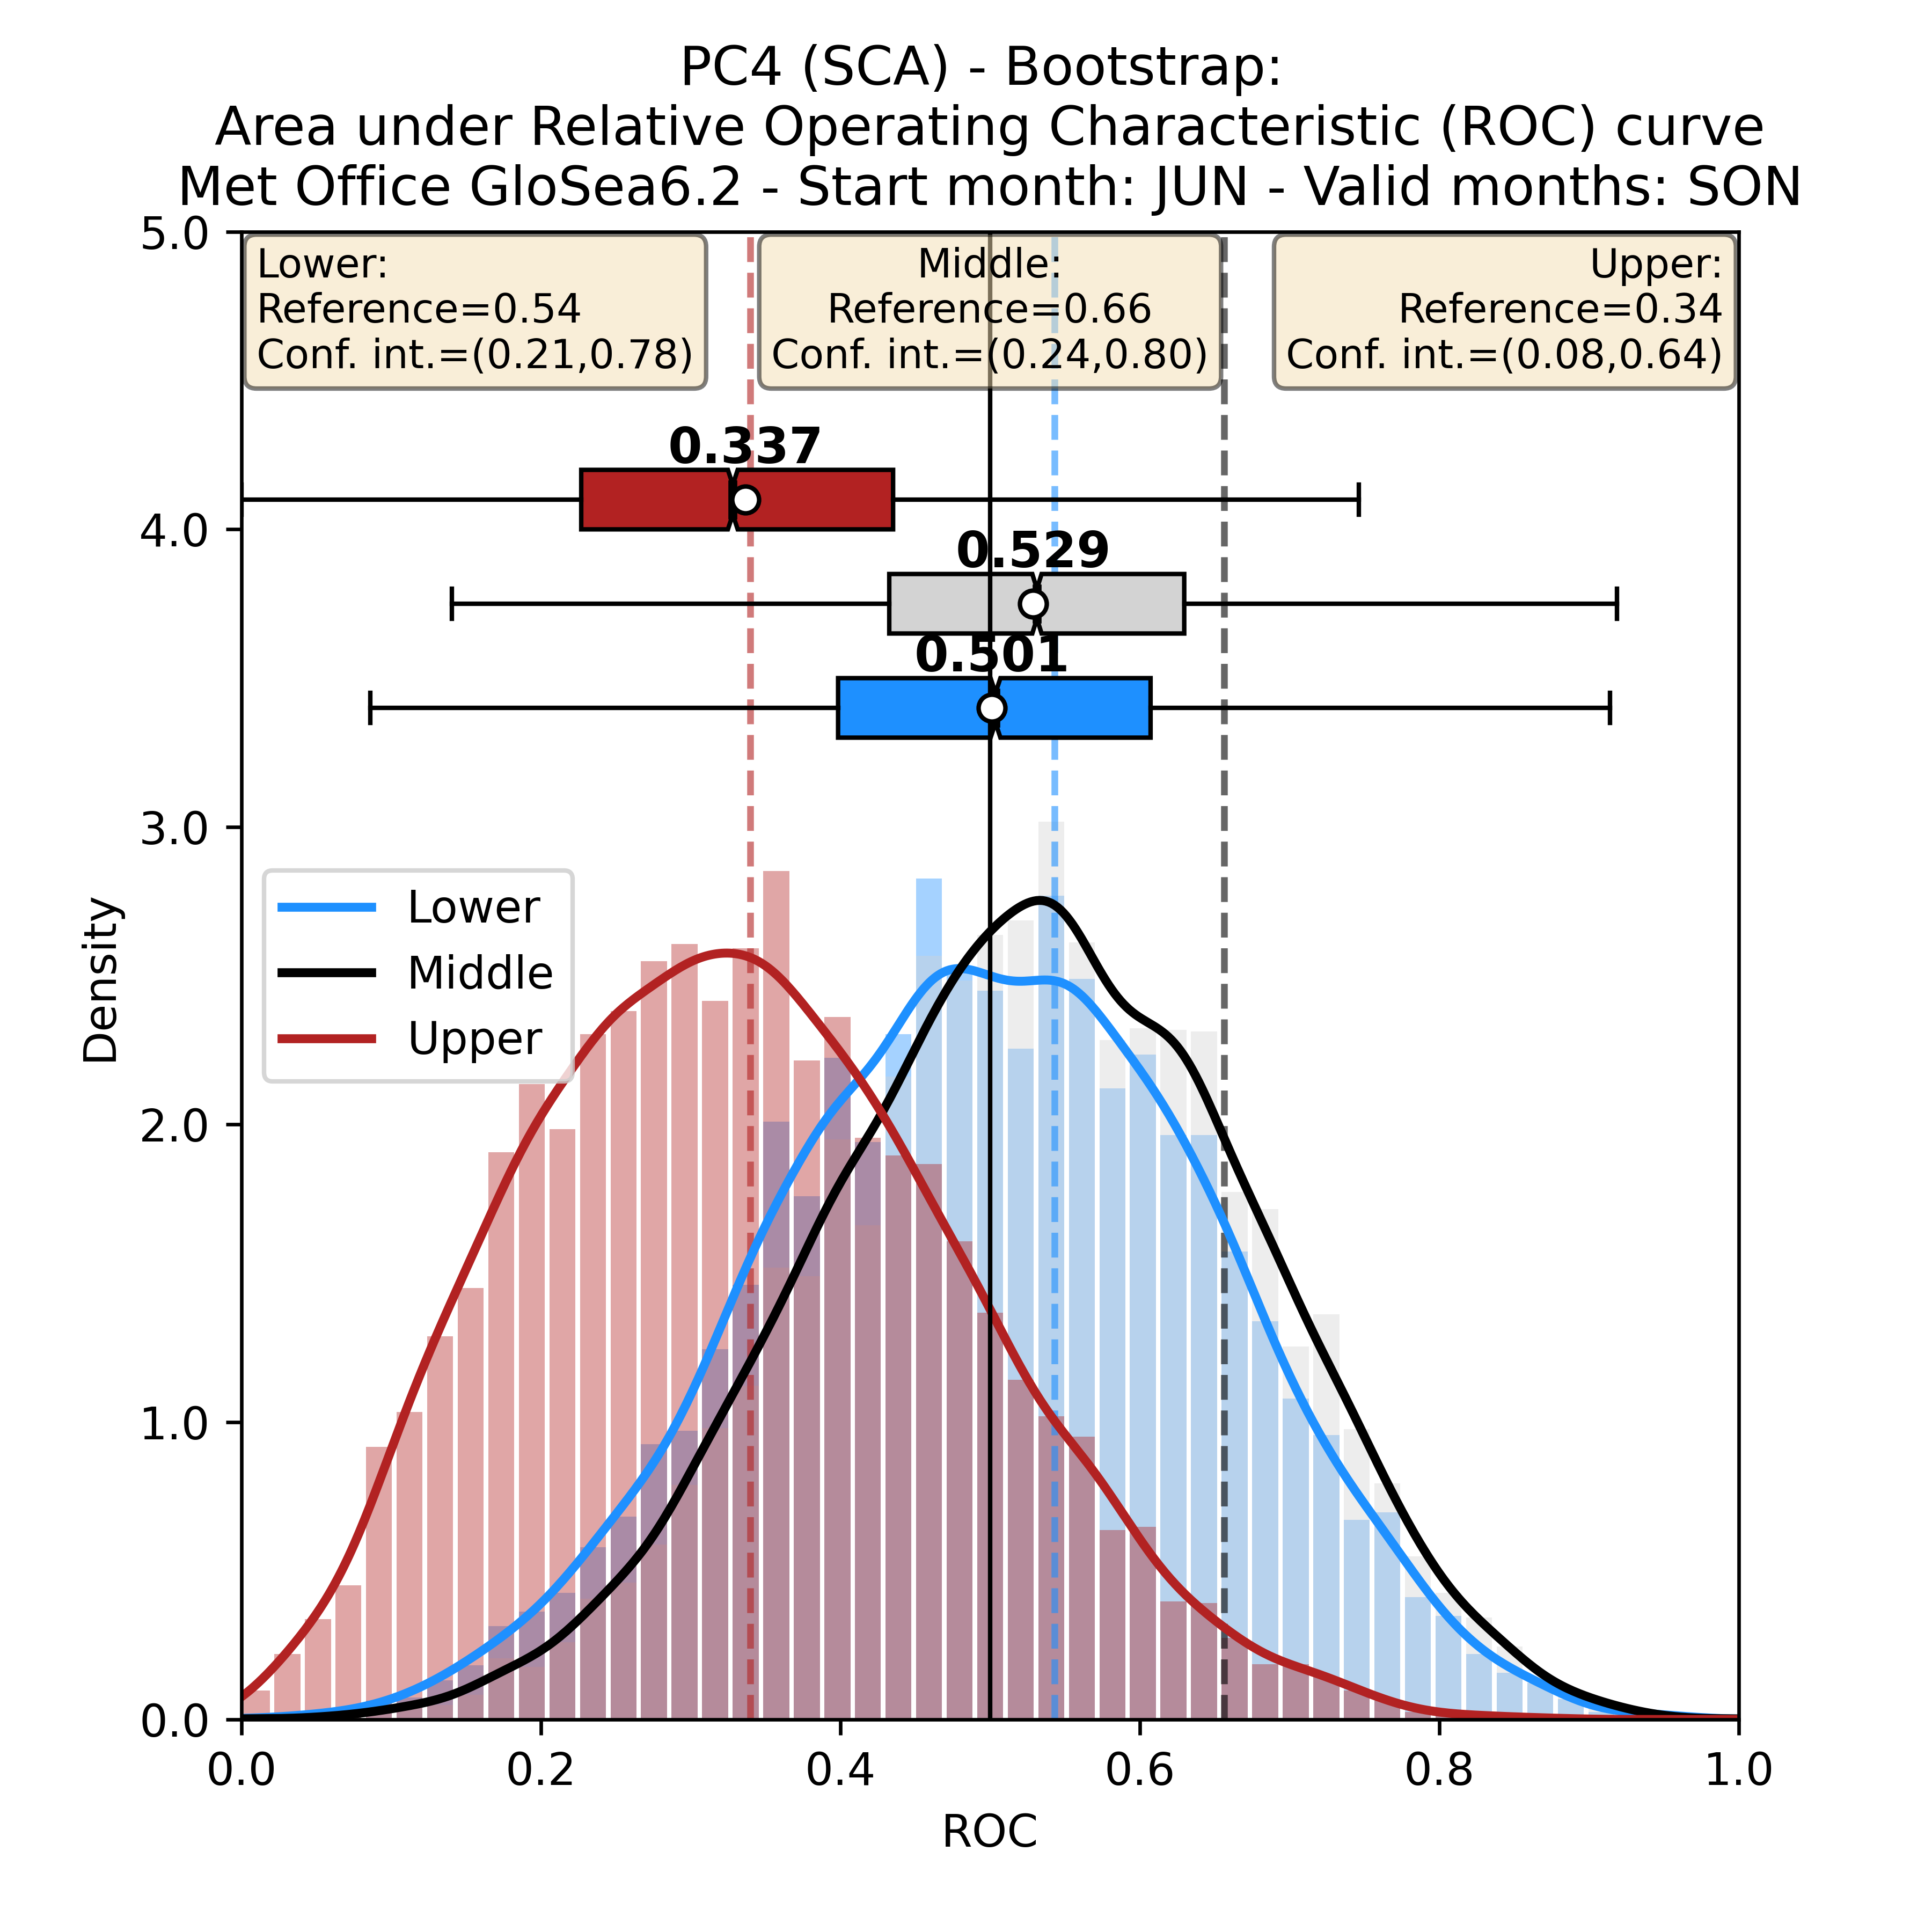 PC4 (SCA) - Bootstrap:
Area under Relative Operating Characteristic (ROC) curve
Met Office GloSea6.2 - Start month: JUN - Valid months: SON
Lower:
Reference=0.54
Conf. int.=(0.21,0.78)
Middle:
Reference=0.66
Conf. int.=(0.24,0.80)
Upper:
Reference=0.34
Conf. int.=(0.08,0.64)
0.337
0.529
0.501
Lower
Middle
Upper
Density
5.0
4.0
3.0
2.0
1.0
0.0
0.0
0.2
0.4
0.6
0.8
1.0
ROC